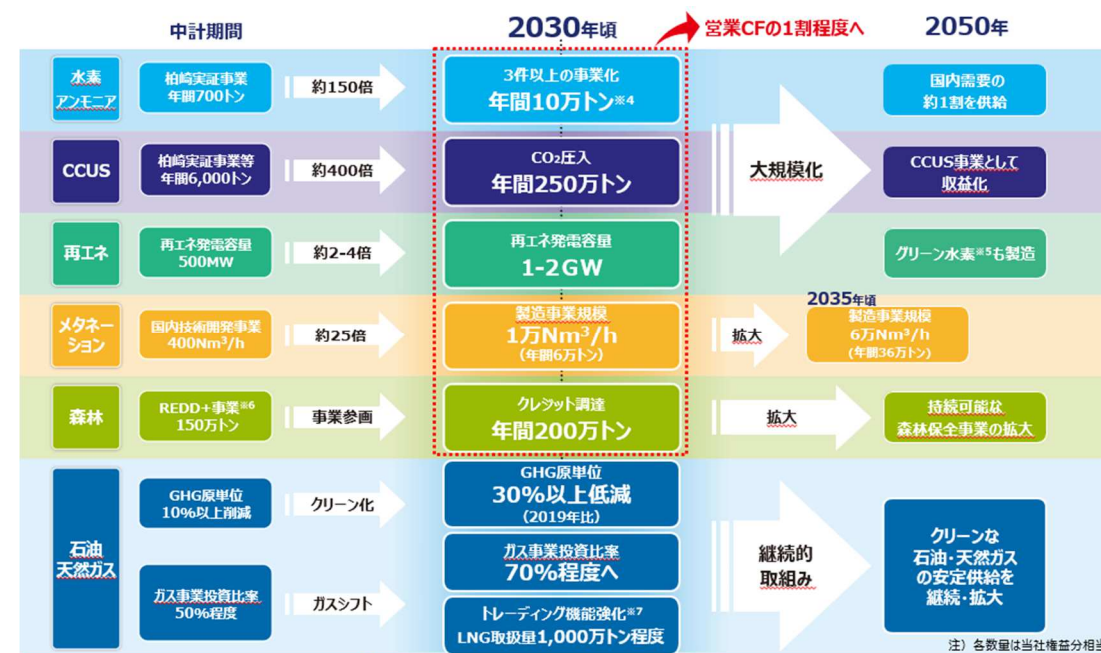 中計期間
2030年頃
営業CFの1割程度へ
2050年
水素
アンモニア
柏崎実証事業
年間700トン
約150倍
3件以上の事業化
年間10万トン※4
国内需要の
約1割を供給
CCUS
柏崎実証事業等
年間6,000トン
約400倍
CO₂圧入
年間250万トン
大規模化
CCUS事業として
収益化
再エネ
再エネ発電容量
500MW
約2-4倍
再エネ発電容量
1-2GW
グリーン水素※5も製造
メタネー
ション
国内技術開発事業
400Nm³/h
約25倍
製造事業規模
1万Nm³/h
(年間6万トン)
拡大
2035年頃
製造事業規模
6万Nm³/h
(年間36万トン)
森林
REDD+事業※6
150万トン
事業参画
クレジット調達
年間200万トン
拡大
持続可能な
森林保全事業の拡大
石油
天然ガス
GHG原単位
10%以上削減
クリーン化
GHG原単位
30%以上低減
(2019年比)
ガス事業投資比率
50%程度
ガスシフト
ガス事業投資比率
70%程度へ
トレーディング機能強化※7
LNG取扱量1,000万トン程度
継続的
取組み
クリーンな
石油・天然ガス
の安定供給を
継続・拡大
注）各数量は当社権益分相当